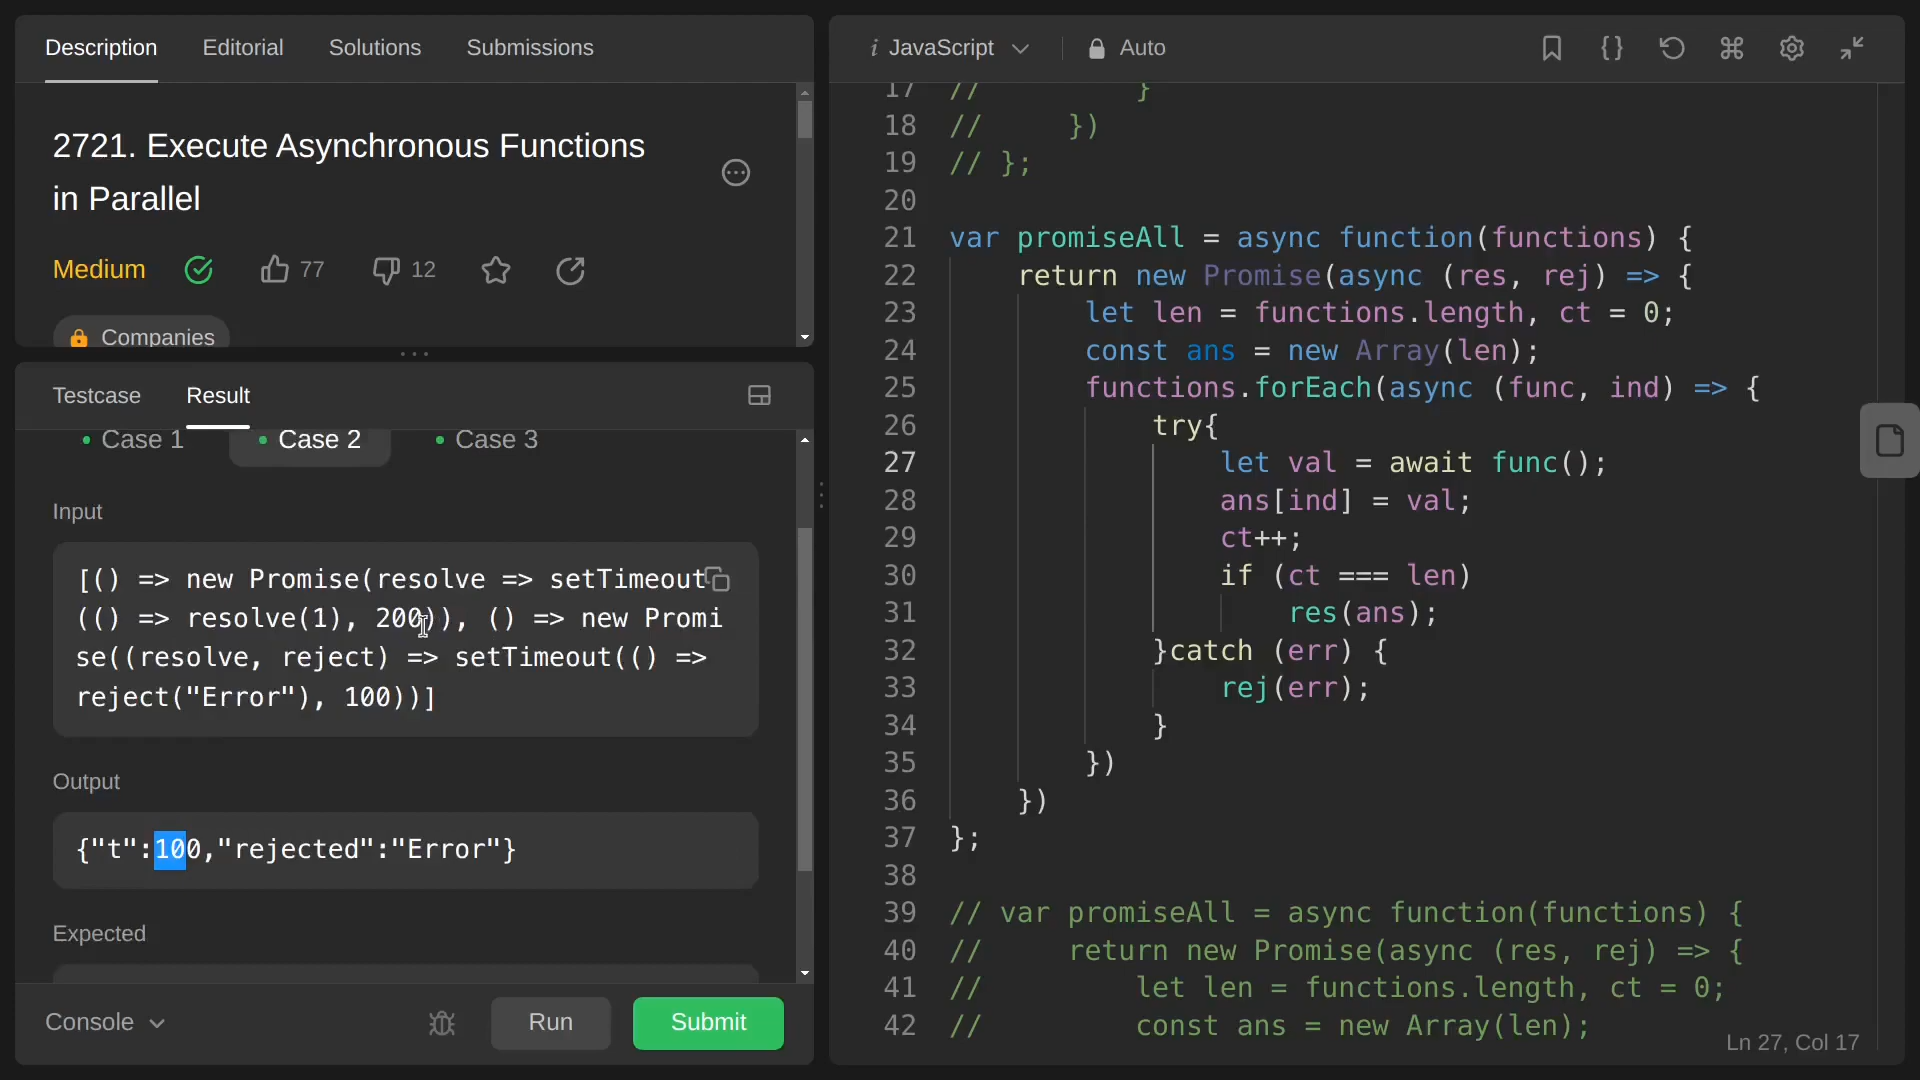 Description Editorial Solutions Submissions
2721. Execute Asynchronous Functions
in Parallel
Medium 77 12
Companies
Testcase Result
Case 1 Case 2 Case 3
Input
[() => new Promise(resolve => setTimeout
(() => resolve(1), 200)), () => new Promi
se((resolve, reject) => setTimeout(() =>
reject("Error"), 100))]
Output
{"t":100,"rejected":"Error"}
Expected
Console Run Submit
i JavaScript Auto
17 // }
18 // })
19 // };
20
21 var promiseAll = async function(functions) {
22 return new Promise(async (res, rej) => {
23 let len = functions.length, ct = 0;
24 const ans = new Array(len);
25 functions.forEach(async (func, ind) => {
26 try{
27 let val = await func();
28 ans[ind] = val;
29 ct++;
30 if (ct === len)
31 res(ans);
32 }catch (err) {
33 rej(err);
34 }
35 })
36 })
37 };
38
39 // var promiseAll = async function(functions) {
40 // return new Promise(async (res, rej) => {
41 // let len = functions.length, ct = 0;
42 // const ans = new Array(len);
Ln 27, Col 17